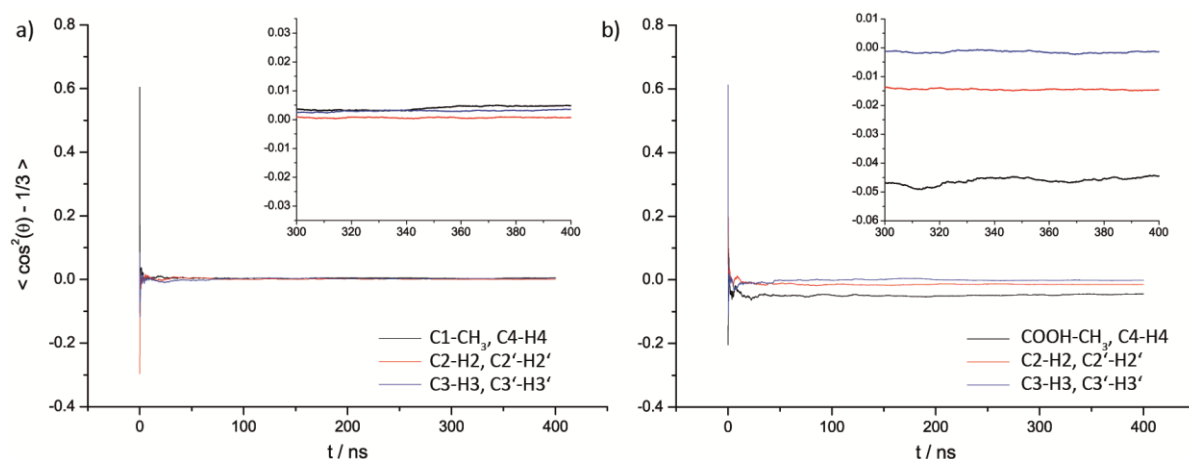 a)
< cos²(θ) - 1/3 >
0.8
0.6
0.4
0.2
0.0
-0.2
-0.4
0 100 200 300 400
t / ns
0.03
0.02
0.01
0.00
-0.01
-0.02
-0.03
300 320 340 360 380 400
C1-CH₃, C4-H4
C2-H2, C2‘-H2‘
C3-H3, C3‘-H3‘
b)
0.8
0.6
0.4
0.2
0.0
-0.2
-0.4
0 100 200 300 400
t / ns
0.01
0.00
-0.01
-0.02
-0.03
-0.04
-0.05
-0.06
300 320 340 360 380 400
COOH-CH₃, C4-H4
C2-H2, C2‘-H2‘
C3-H3, C3‘-H3‘